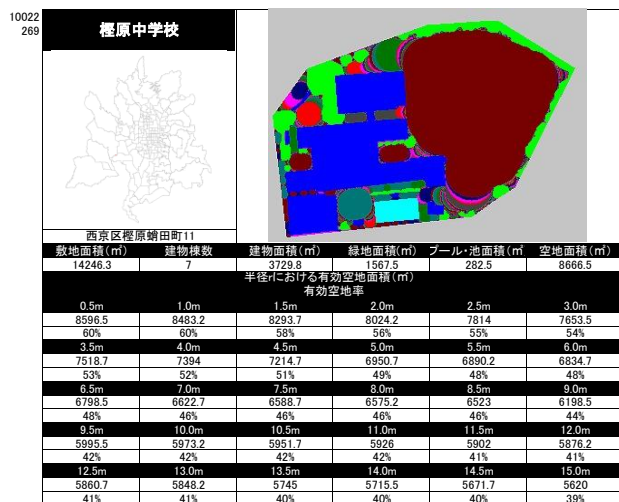 10022
269
樫原中学校
西京区樫原蛸田町11
敷地面積(㎡) 建物棟数 建物面積(㎡) 緑地面積(㎡) プール・池面積(㎡ 空地面積(㎡)
14246.3 7 3729.8 1567.5 282.5 8666.5
半径rにおける有効空地面積(㎡)
有効空地率
0.5m 1.0m 1.5m 2.0m 2.5m 3.0m
8596.5 8483.2 8293.7 8024.2 7814 7653.5
60% 60% 58% 56% 55% 54%
3.5m 4.0m 4.5m 5.0m 5.5m 6.0m
7518.7 7394 7214.7 6950.7 6890.2 6834.7
53% 52% 51% 49% 48% 48%
6.5m 7.0m 7.5m 8.0m 8.5m 9.0m
6798.5 6622.7 6588.7 6575.2 6523 6198.5
48% 46% 46% 46% 46% 44%
9.5m 10.0m 10.5m 11.0m 11.5m 12.0m
5995.5 5973.2 5951.7 5926 5902 5876.2
42% 42% 42% 42% 41% 41%
12.5m 13.0m 13.5m 14.0m 14.5m 15.0m
5860.7 5848.2 5745 5715.5 5671.7 5620
41% 41% 40% 40% 40% 39%